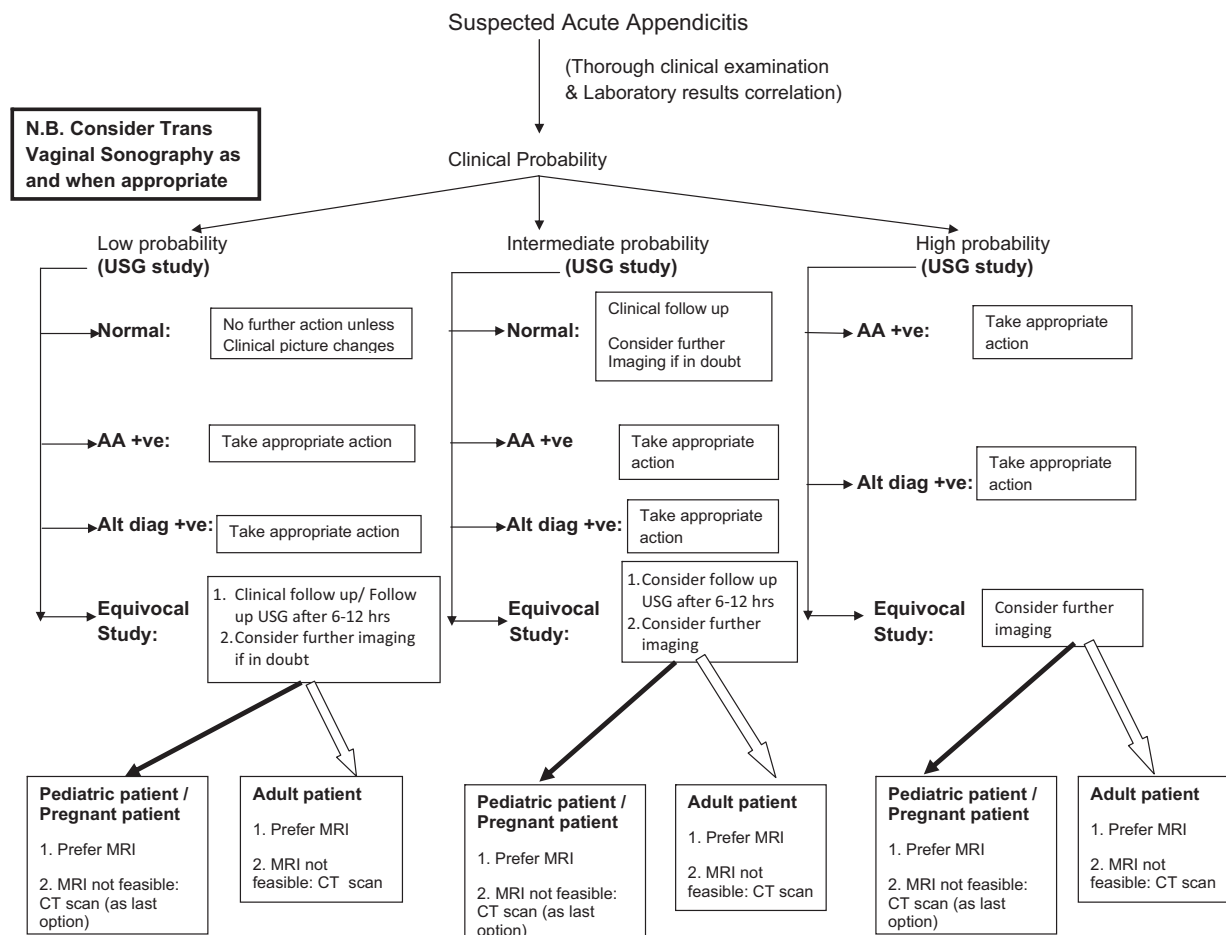 Suspected Acute Appendicitis
(Thorough clinical examination
& Laboratory results correlation)
N.B. Consider Trans
Vaginal Sonography as
and when appropriate
Clinical Probability
Low probability
(USG study)
Normal:
No further action unless
Clinical picture changes
AA +ve:
Take appropriate action
Alt diag +ve:
Take appropriate action
Equivocal
Study:
1. Clinical follow up/ Follow
up USG after 6-12 hrs
2.Consider further imaging
if in doubt
Pediatric patient /
Pregnant patient
1. Prefer MRI
2. MRI not feasible:
CT scan (as last
option)
Adult patient
1. Prefer MRI
2. MRI not
feasible: CT scan
Intermediate probability
(USG study)
Normal:
Clinical follow up
Consider further
Imaging if in doubt
AA +ve
Take appropriate
action
Alt diag +ve:
Take appropriate
action
Equivocal
Study:
1.Consider follow up
USG after 6-12 hrs
2. Consider further
imaging
Pediatric patient /
Pregnant patient
1. Prefer MRI
2. MRI not feasible:
CT scan (as last
option)
Adult patient
1. Prefer MRI
2. MRI not
feasible: CT scan
High probability
(USG study)
AA +ve:
Take appropriate
action
Alt diag +ve:
Take appropriate
action
Equivocal
Study:
Consider further
imaging
Pediatric patient /
Pregnant patient
1. Prefer MRI
2. MRI not feasible:
CT scan (as last
option)
Adult patient
1. Prefer MRI
2. MRI not
feasible: CT scan